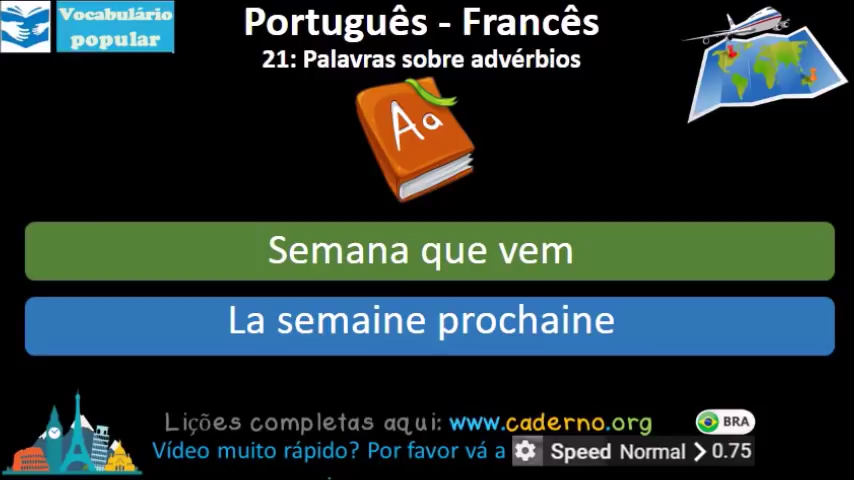 Vocabulário
popular
Português - Francês
21: Palavras sobre advérbios
Aa
Semana que vem
La semaine prochaine
Lições completas aqui: www.caderno.org
BRA
Vídeo muito rápido? Por favor vá a Speed Normal > 0.75